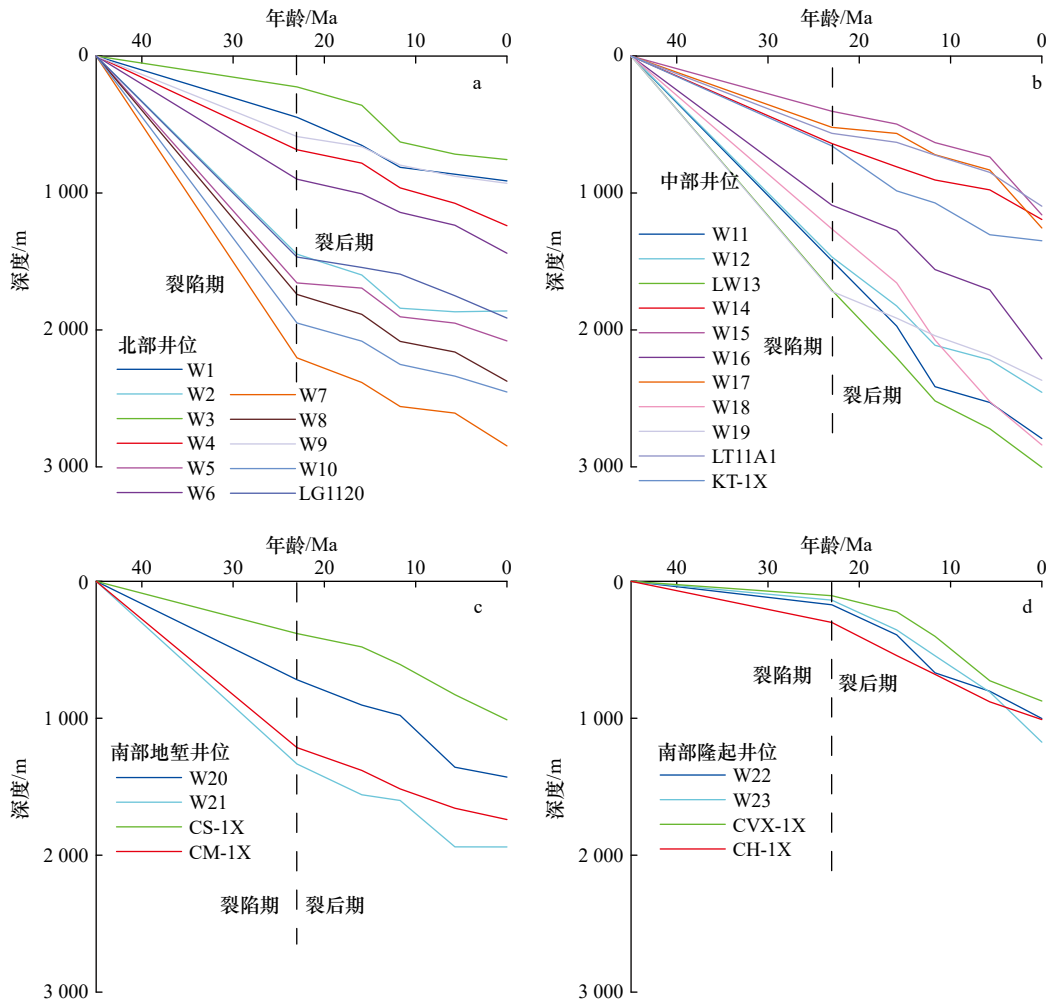 年龄/Ma
40 30 20 10 0
0
1 000
2 000
3 000
深度/m
a
裂陷期
裂后期
北部井位
W1
W2
W3
W4
W5
W6
W7
W8
W9
W10
LG1120
年龄/Ma
40 30 20 10 0
0
1 000
2 000
3 000
深度/m
b
中部井位
裂陷期
裂后期
W11
W12
LW13
W14
W15
W16
W17
W18
W19
LT11A1
KT-1X
年龄/Ma
40 30 20 10 0
0
1 000
2 000
3 000
深度/m
c
南部地堑井位
W20
W21
CS-1X
CM-1X
裂陷期
裂后期
年龄/Ma
40 30 20 10 0
0
1 000
2 000
3 000
深度/m
d
裂陷期
裂后期
南部隆起井位
W22
W23
CVX-1X
CH-1X